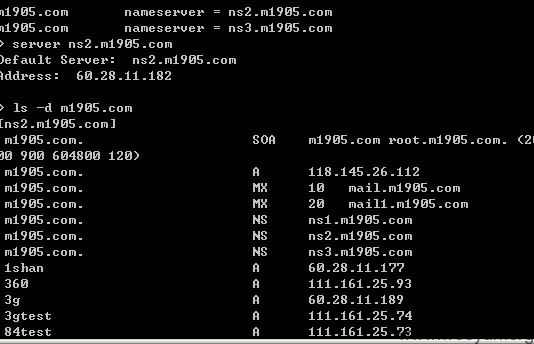 m1905.com       nameserver = ns2.m1905.com
m1905.com       nameserver = ns3.m1905.com
> server ns2.m1905.com
Default Server:  ns2.m1905.com
Address:  60.28.11.182
> ls -d m1905.com
[ns2.m1905.com]
m1905.com.                     SOA    m1905.com root.m1905.com. (20
00 900 604800 120)
m1905.com.                     A      118.145.26.112
m1905.com.                     MX     10   mail.m1905.com
m1905.com.                     MX     20   mail1.m1905.com
m1905.com.                     NS     ns1.m1905.com
m1905.com.                     NS     ns2.m1905.com
m1905.com.                     NS     ns3.m1905.com
1shan                          A      60.28.11.177
360                            A      111.161.25.93
3g                             A      60.28.11.189
3gtest                         A      111.161.25.74
84test                         A      111.161.25.73